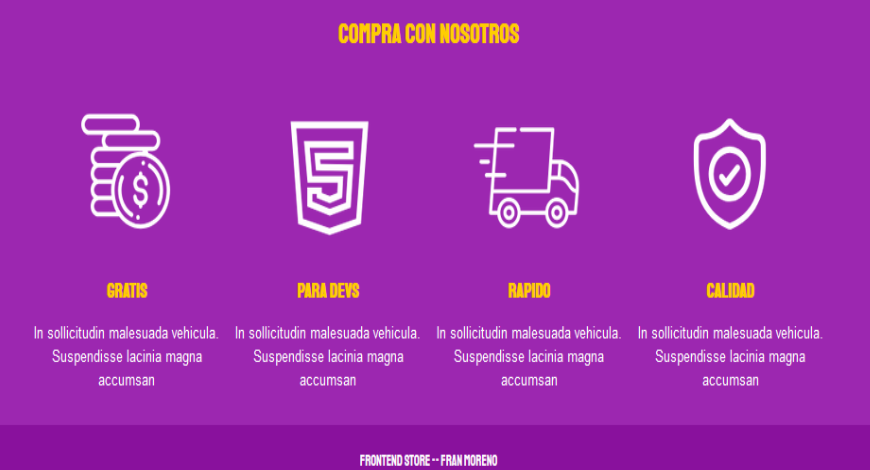 COMPRA CON NOSOTROS
$
5
GRATIS
PARA DEVS
RAPIDO
CALIDAD
In sollicitudin malesuada vehicula.
Suspendisse lacinia magna
accumsan
In sollicitudin malesuada vehicula.
Suspendisse lacinia magna
accumsan
In sollicitudin malesuada vehicula.
Suspendisse lacinia magna
accumsan
In sollicitudin malesuada vehicula.
Suspendisse lacinia magna
accumsan
FRONTEND STORE -- FRAN MORENO